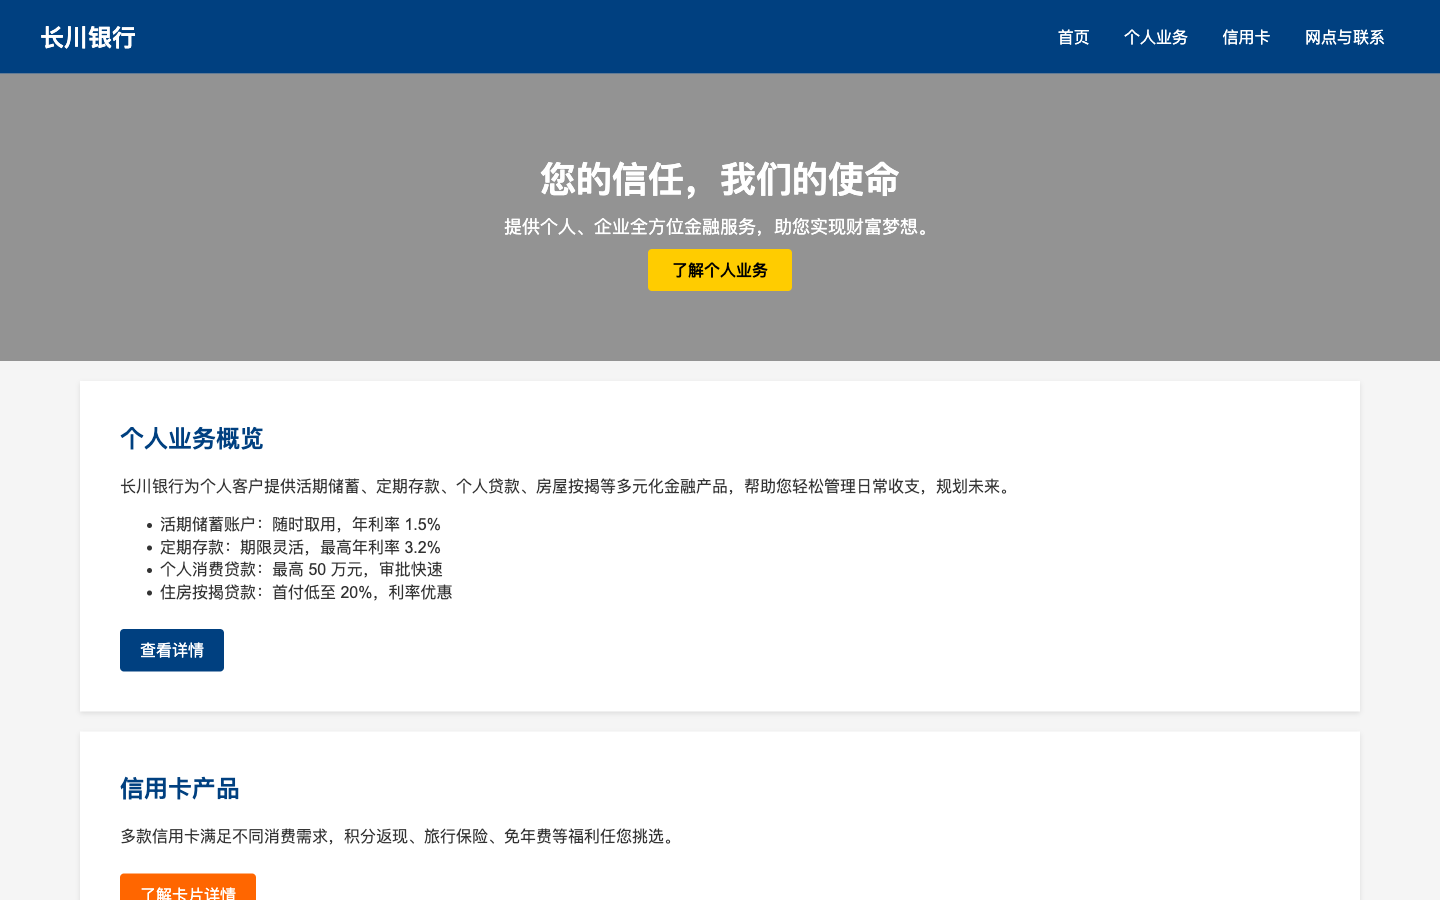 长川银行
首页 个人业务 信用卡 网点与联系
您的信任，我们的使命
提供个人、企业全方位金融服务，助您实现财富梦想。
了解个人业务
个人业务概览
长川银行为个人客户提供活期储蓄、定期存款、个人贷款、房屋按揭等多元化金融产品，帮助您轻松管理日常收支，规划未来。
• 活期储蓄账户：随时取用，年利率 1.5%
• 定期存款：期限灵活，最高年利率 3.2%
• 个人消费贷款：最高 50 万元，审批快速
• 住房按揭贷款：首付低至 20%，利率优惠
查看详情
信用卡产品
多款信用卡满足不同消费需求，积分返现、旅行保险、免年费等福利任您挑选。
了解卡片详情